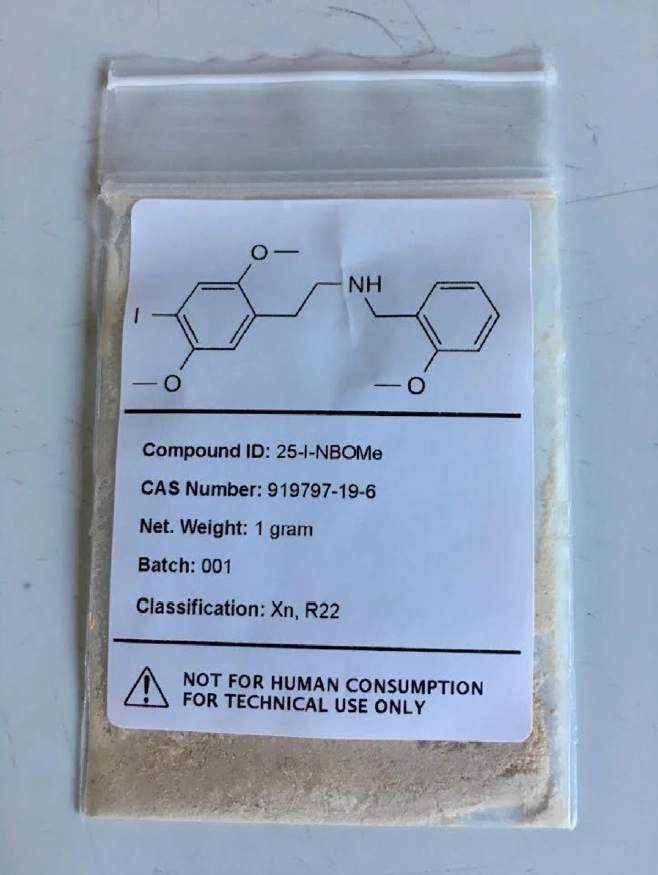 O
NH
I
O
O
Compound ID: 25-I-NBOMe
CAS Number: 919797-19-6
Net. Weight: 1 gram
Batch: 001
Classification: Xn, R22
NOT FOR HUMAN CONSUMPTION
FOR TECHNICAL USE ONLY